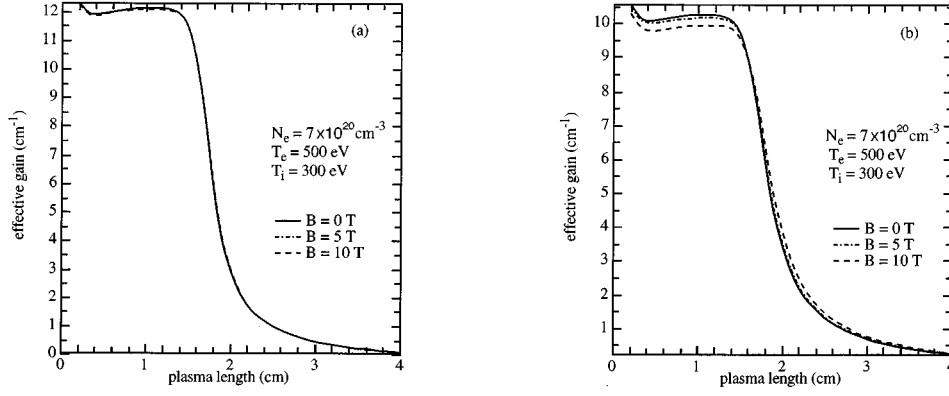 12
11
10
9
8
7
6
5
4
3
2
1
0
effective gain (cm⁻¹)
(a)
Nₑ = 7×10²⁰cm⁻³
Tₑ = 500 eV
Tᵢ = 300 eV
B = 0 T
B = 5 T
B = 10 T
0 1 2 3 4
plasma length (cm)
10
9
8
7
6
5
4
3
2
1
effective gain (cm⁻¹)
(b)
Nₑ = 7×10²⁰cm⁻³
Tₑ = 500 eV
Tᵢ = 300 eV
B = 0 T
B = 5 T
B = 10 T
0 1 2 3 4
plasma length (cm)